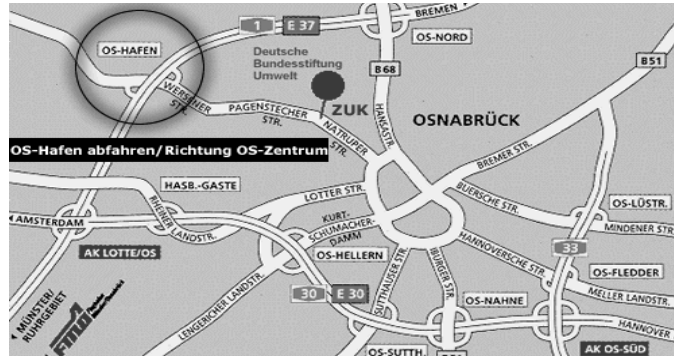 BREMEN
1
E 37
OS-HAFEN
OS-NORD
Deutsche
Bundesstiftung
Umwelt
B51
B68
WERSENER
STR.
PAGENSTECHER
STR.
ZUK
NATRUPER
STR.
HANSASTR.
OSNABRÜCK
OS-Hafen abfahren/Richtung OS-Zentrum
BREMER STR.
HASB.-GASTE
LOTTER STR.
BUERSCHE STR.
OS-LÜSTR.
RHEINER
LANDSTR.
KURT-
SCHUMACHER-
DAMM
MINDENER STR
AMSTERDAM
AK LOTTE/OS
HANNOVERSCHE STR.
33
OS-HELLERN
IBURGER STR.
SUTTHAUSER STR.
OS-FLEDDER
MELLER LANDSTR.
30
E 30
OS-NAHNE
LENGERICHER LANDSTR.
MÜNSTER/
RUHRGEBIET
HANNOVER
OS-SUTTH.
AK OS-SÜD